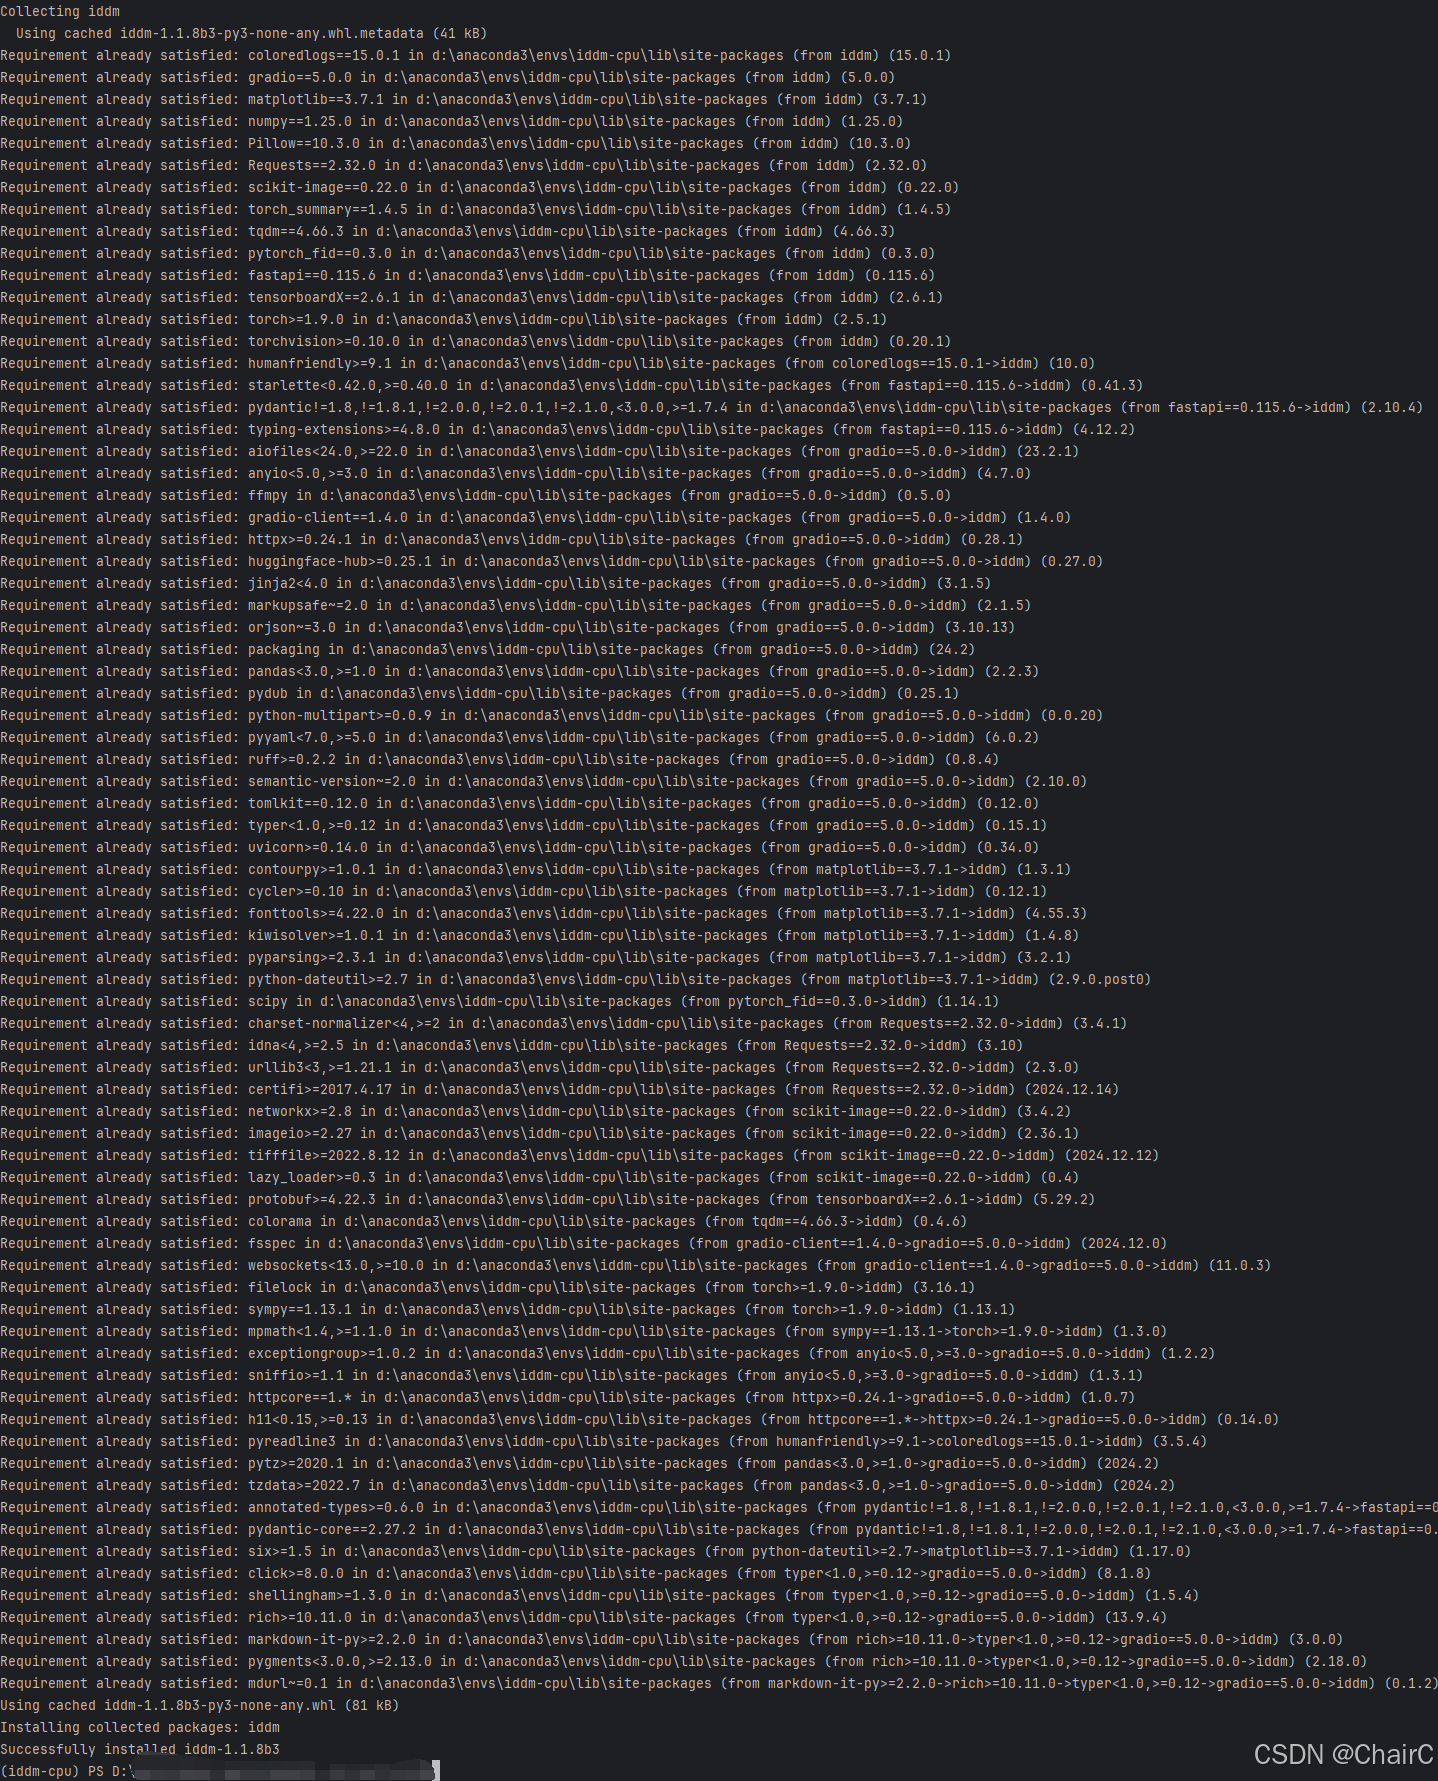 Collecting iddm
  Using cached iddm-1.1.8b3-py3-none-any.whl.metadata (41 kB)
Requirement already satisfied: coloredlogs==15.0.1 in d:\anaconda3\envs\iddm-cpu\lib\site-packages (from iddm) (15.0.1)
Requirement already satisfied: gradio==5.0.0 in d:\anaconda3\envs\iddm-cpu\lib\site-packages (from iddm) (5.0.0)
Requirement already satisfied: matplotlib==3.7.1 in d:\anaconda3\envs\iddm-cpu\lib\site-packages (from iddm) (3.7.1)
Requirement already satisfied: numpy==1.25.0 in d:\anaconda3\envs\iddm-cpu\lib\site-packages (from iddm) (1.25.0)
Requirement already satisfied: Pillow==10.3.0 in d:\anaconda3\envs\iddm-cpu\lib\site-packages (from iddm) (10.3.0)
Requirement already satisfied: Requests==2.32.0 in d:\anaconda3\envs\iddm-cpu\lib\site-packages (from iddm) (2.32.0)
Requirement already satisfied: scikit-image==0.22.0 in d:\anaconda3\envs\iddm-cpu\lib\site-packages (from iddm) (0.22.0)
Requirement already satisfied: torch_summary==1.4.5 in d:\anaconda3\envs\iddm-cpu\lib\site-packages (from iddm) (1.4.5)
Requirement already satisfied: tqdm==4.66.3 in d:\anaconda3\envs\iddm-cpu\lib\site-packages (from iddm) (4.66.3)
Requirement already satisfied: pytorch_fid==0.3.0 in d:\anaconda3\envs\iddm-cpu\lib\site-packages (from iddm) (0.3.0)
Requirement already satisfied: fastapi==0.115.6 in d:\anaconda3\envs\iddm-cpu\lib\site-packages (from iddm) (0.115.6)
Requirement already satisfied: tensorboardX==2.6.1 in d:\anaconda3\envs\iddm-cpu\lib\site-packages (from iddm) (2.6.1)
Requirement already satisfied: torch>=1.9.0 in d:\anaconda3\envs\iddm-cpu\lib\site-packages (from iddm) (2.5.1)
Requirement already satisfied: torchvision>=0.10.0 in d:\anaconda3\envs\iddm-cpu\lib\site-packages (from iddm) (0.20.1)
Requirement already satisfied: humanfriendly>=9.1 in d:\anaconda3\envs\iddm-cpu\lib\site-packages (from coloredlogs==15.0.1->iddm) (10.0)
Requirement already satisfied: starlette<0.42.0,>=0.40.0 in d:\anaconda3\envs\iddm-cpu\lib\site-packages (from fastapi==0.115.6->iddm) (0.41.3)
Requirement already satisfied: pydantic!=1.8,!=1.8.1,!=2.0.0,!=2.0.1,!=2.1.0,<3.0.0,>=1.7.4 in d:\anaconda3\envs\iddm-cpu\lib\site-packages (from fastapi==0.115.6->iddm) (2.10.4)
Requirement already satisfied: typing-extensions>=4.8.0 in d:\anaconda3\envs\iddm-cpu\lib\site-packages (from fastapi==0.115.6->iddm) (4.12.2)
Requirement already satisfied: aiofiles<24.0,>=22.0 in d:\anaconda3\envs\iddm-cpu\lib\site-packages (from gradio==5.0.0->iddm) (23.2.1)
Requirement already satisfied: anyio<5.0,>=3.0 in d:\anaconda3\envs\iddm-cpu\lib\site-packages (from gradio==5.0.0->iddm) (4.7.0)
Requirement already satisfied: ffmpy in d:\anaconda3\envs\iddm-cpu\lib\site-packages (from gradio==5.0.0->iddm) (0.5.0)
Requirement already satisfied: gradio-client==1.4.0 in d:\anaconda3\envs\iddm-cpu\lib\site-packages (from gradio==5.0.0->iddm) (1.4.0)
Requirement already satisfied: httpx>=0.24.1 in d:\anaconda3\envs\iddm-cpu\lib\site-packages (from gradio==5.0.0->iddm) (0.28.1)
Requirement already satisfied: huggingface-hub>=0.25.1 in d:\anaconda3\envs\iddm-cpu\lib\site-packages (from gradio==5.0.0->iddm) (0.27.0)
Requirement already satisfied: jinja2<4.0 in d:\anaconda3\envs\iddm-cpu\lib\site-packages (from gradio==5.0.0->iddm) (3.1.5)
Requirement already satisfied: markupsafe~=2.0 in d:\anaconda3\envs\iddm-cpu\lib\site-packages (from gradio==5.0.0->iddm) (2.1.5)
Requirement already satisfied: orjson~=3.0 in d:\anaconda3\envs\iddm-cpu\lib\site-packages (from gradio==5.0.0->iddm) (3.10.13)
Requirement already satisfied: packaging in d:\anaconda3\envs\iddm-cpu\lib\site-packages (from gradio==5.0.0->iddm) (24.2)
Requirement already satisfied: pandas<3.0,>=1.0 in d:\anaconda3\envs\iddm-cpu\lib\site-packages (from gradio==5.0.0->iddm) (2.2.3)
Requirement already satisfied: pydub in d:\anaconda3\envs\iddm-cpu\lib\site-packages (from gradio==5.0.0->iddm) (0.25.1)
Requirement already satisfied: python-multipart>=0.0.9 in d:\anaconda3\envs\iddm-cpu\lib\site-packages (from gradio==5.0.0->iddm) (0.0.20)
Requirement already satisfied: pyyaml<7.0,>=5.0 in d:\anaconda3\envs\iddm-cpu\lib\site-packages (from gradio==5.0.0->iddm) (6.0.2)
Requirement already satisfied: ruff>=0.2.2 in d:\anaconda3\envs\iddm-cpu\lib\site-packages (from gradio==5.0.0->iddm) (0.8.4)
Requirement already satisfied: semantic-version~=2.0 in d:\anaconda3\envs\iddm-cpu\lib\site-packages (from gradio==5.0.0->iddm) (2.10.0)
Requirement already satisfied: tomlkit==0.12.0 in d:\anaconda3\envs\iddm-cpu\lib\site-packages (from gradio==5.0.0->iddm) (0.12.0)
Requirement already satisfied: typer<1.0,>=0.12 in d:\anaconda3\envs\iddm-cpu\lib\site-packages (from gradio==5.0.0->iddm) (0.15.1)
Requirement already satisfied: uvicorn>=0.14.0 in d:\anaconda3\envs\iddm-cpu\lib\site-packages (from gradio==5.0.0->iddm) (0.34.0)
Requirement already satisfied: contourpy>=1.0.1 in d:\anaconda3\envs\iddm-cpu\lib\site-packages (from matplotlib==3.7.1->iddm) (1.3.1)
Requirement already satisfied: cycler>=0.10 in d:\anaconda3\envs\iddm-cpu\lib\site-packages (from matplotlib==3.7.1->iddm) (0.12.1)
Requirement already satisfied: fonttools>=4.22.0 in d:\anaconda3\envs\iddm-cpu\lib\site-packages (from matplotlib==3.7.1->iddm) (4.55.3)
Requirement already satisfied: kiwisolver>=1.0.1 in d:\anaconda3\envs\iddm-cpu\lib\site-packages (from matplotlib==3.7.1->iddm) (1.4.8)
Requirement already satisfied: pyparsing>=2.3.1 in d:\anaconda3\envs\iddm-cpu\lib\site-packages (from matplotlib==3.7.1->iddm) (3.2.1)
Requirement already satisfied: python-dateutil>=2.7 in d:\anaconda3\envs\iddm-cpu\lib\site-packages (from matplotlib==3.7.1->iddm) (2.9.0.post0)
Requirement already satisfied: scipy in d:\anaconda3\envs\iddm-cpu\lib\site-packages (from pytorch_fid==0.3.0->iddm) (1.14.1)
Requirement already satisfied: charset-normalizer<4,>=2 in d:\anaconda3\envs\iddm-cpu\lib\site-packages (from Requests==2.32.0->iddm) (3.4.1)
Requirement already satisfied: idna<4,>=2.5 in d:\anaconda3\envs\iddm-cpu\lib\site-packages (from Requests==2.32.0->iddm) (3.10)
Requirement already satisfied: urllib3<3,>=1.21.1 in d:\anaconda3\envs\iddm-cpu\lib\site-packages (from Requests==2.32.0->iddm) (2.3.0)
Requirement already satisfied: certifi>=2017.4.17 in d:\anaconda3\envs\iddm-cpu\lib\site-packages (from Requests==2.32.0->iddm) (2024.12.14)
Requirement already satisfied: networkx>=2.8 in d:\anaconda3\envs\iddm-cpu\lib\site-packages (from scikit-image==0.22.0->iddm) (3.4.2)
Requirement already satisfied: imageio>=2.27 in d:\anaconda3\envs\iddm-cpu\lib\site-packages (from scikit-image==0.22.0->iddm) (2.36.1)
Requirement already satisfied: tifffile>=2022.8.12 in d:\anaconda3\envs\iddm-cpu\lib\site-packages (from scikit-image==0.22.0->iddm) (2024.12.12)
Requirement already satisfied: lazy_loader>=0.3 in d:\anaconda3\envs\iddm-cpu\lib\site-packages (from scikit-image==0.22.0->iddm) (0.4)
Requirement already satisfied: protobuf>=4.22.3 in d:\anaconda3\envs\iddm-cpu\lib\site-packages (from tensorboardX==2.6.1->iddm) (5.29.2)
Requirement already satisfied: colorama in d:\anaconda3\envs\iddm-cpu\lib\site-packages (from tqdm==4.66.3->iddm) (0.4.6)
Requirement already satisfied: fsspec in d:\anaconda3\envs\iddm-cpu\lib\site-packages (from gradio-client==1.4.0->gradio==5.0.0->iddm) (2024.12.0)
Requirement already satisfied: websockets<13.0,>=10.0 in d:\anaconda3\envs\iddm-cpu\lib\site-packages (from gradio-client==1.4.0->gradio==5.0.0->iddm) (11.0.3)
Requirement already satisfied: filelock in d:\anaconda3\envs\iddm-cpu\lib\site-packages (from torch>=1.9.0->iddm) (3.16.1)
Requirement already satisfied: sympy==1.13.1 in d:\anaconda3\envs\iddm-cpu\lib\site-packages (from torch>=1.9.0->iddm) (1.13.1)
Requirement already satisfied: mpmath<1.4,>=1.1.0 in d:\anaconda3\envs\iddm-cpu\lib\site-packages (from sympy==1.13.1->torch>=1.9.0->iddm) (1.3.0)
Requirement already satisfied: exceptiongroup>=1.0.2 in d:\anaconda3\envs\iddm-cpu\lib\site-packages (from anyio<5.0,>=3.0->gradio==5.0.0->iddm) (1.2.2)
Requirement already satisfied: sniffio>=1.1 in d:\anaconda3\envs\iddm-cpu\lib\site-packages (from anyio<5.0,>=3.0->gradio==5.0.0->iddm) (1.3.1)
Requirement already satisfied: httpcore==1.* in d:\anaconda3\envs\iddm-cpu\lib\site-packages (from httpx>=0.24.1->gradio==5.0.0->iddm) (1.0.7)
Requirement already satisfied: h11<0.15,>=0.13 in d:\anaconda3\envs\iddm-cpu\lib\site-packages (from httpcore==1.*->httpx>=0.24.1->gradio==5.0.0->iddm) (0.14.0)
Requirement already satisfied: pyreadline3 in d:\anaconda3\envs\iddm-cpu\lib\site-packages (from humanfriendly>=9.1->coloredlogs==15.0.1->iddm) (3.5.4)
Requirement already satisfied: pytz>=2020.1 in d:\anaconda3\envs\iddm-cpu\lib\site-packages (from pandas<3.0,>=1.0->gradio==5.0.0->iddm) (2024.2)
Requirement already satisfied: tzdata>=2022.7 in d:\anaconda3\envs\iddm-cpu\lib\site-packages (from pandas<3.0,>=1.0->gradio==5.0.0->iddm) (2024.2)
Requirement already satisfied: annotated-types>=0.6.0 in d:\anaconda3\envs\iddm-cpu\lib\site-packages (from pydantic!=1.8,!=1.8.1,!=2.0.0,!=2.0.1,!=2.1.0,<3.0.0,>=1.7.4->fastapi==0
Requirement already satisfied: pydantic-core==2.27.2 in d:\anaconda3\envs\iddm-cpu\lib\site-packages (from pydantic!=1.8,!=1.8.1,!=2.0.0,!=2.0.1,!=2.1.0,<3.0.0,>=1.7.4->fastapi==0.
Requirement already satisfied: six>=1.5 in d:\anaconda3\envs\iddm-cpu\lib\site-packages (from python-dateutil>=2.7->matplotlib==3.7.1->iddm) (1.17.0)
Requirement already satisfied: click>=8.0.0 in d:\anaconda3\envs\iddm-cpu\lib\site-packages (from typer<1.0,>=0.12->gradio==5.0.0->iddm) (8.1.8)
Requirement already satisfied: shellingham>=1.3.0 in d:\anaconda3\envs\iddm-cpu\lib\site-packages (from typer<1.0,>=0.12->gradio==5.0.0->iddm) (1.5.4)
Requirement already satisfied: rich>=10.11.0 in d:\anaconda3\envs\iddm-cpu\lib\site-packages (from typer<1.0,>=0.12->gradio==5.0.0->iddm) (13.9.4)
Requirement already satisfied: markdown-it-py>=2.2.0 in d:\anaconda3\envs\iddm-cpu\lib\site-packages (from rich>=10.11.0->typer<1.0,>=0.12->gradio==5.0.0->iddm) (3.0.0)
Requirement already satisfied: pygments<3.0.0,>=2.13.0 in d:\anaconda3\envs\iddm-cpu\lib\site-packages (from rich>=10.11.0->typer<1.0,>=0.12->gradio==5.0.0->iddm) (2.18.0)
Requirement already satisfied: mdurl~=0.1 in d:\anaconda3\envs\iddm-cpu\lib\site-packages (from markdown-it-py>=2.2.0->rich>=10.11.0->typer<1.0,>=0.12->gradio==5.0.0->iddm) (0.1.2)
Using cached iddm-1.1.8b3-py3-none-any.whl (81 kB)
Installing collected packages: iddm
Successfully installed iddm-1.1.8b3
(iddm-cpu) PS D:\
CSDN @ChairC